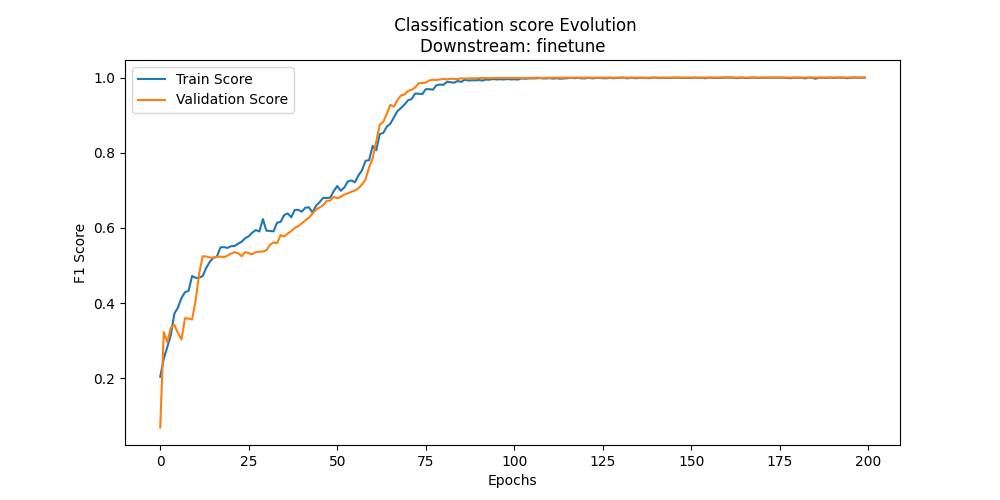 Classification score Evolution
Downstream: finetune
Train Score
Validation Score
F1 Score
1.0
0.8
0.6
0.4
0.2
0 25 50 75 100 125 150 175 200
Epochs